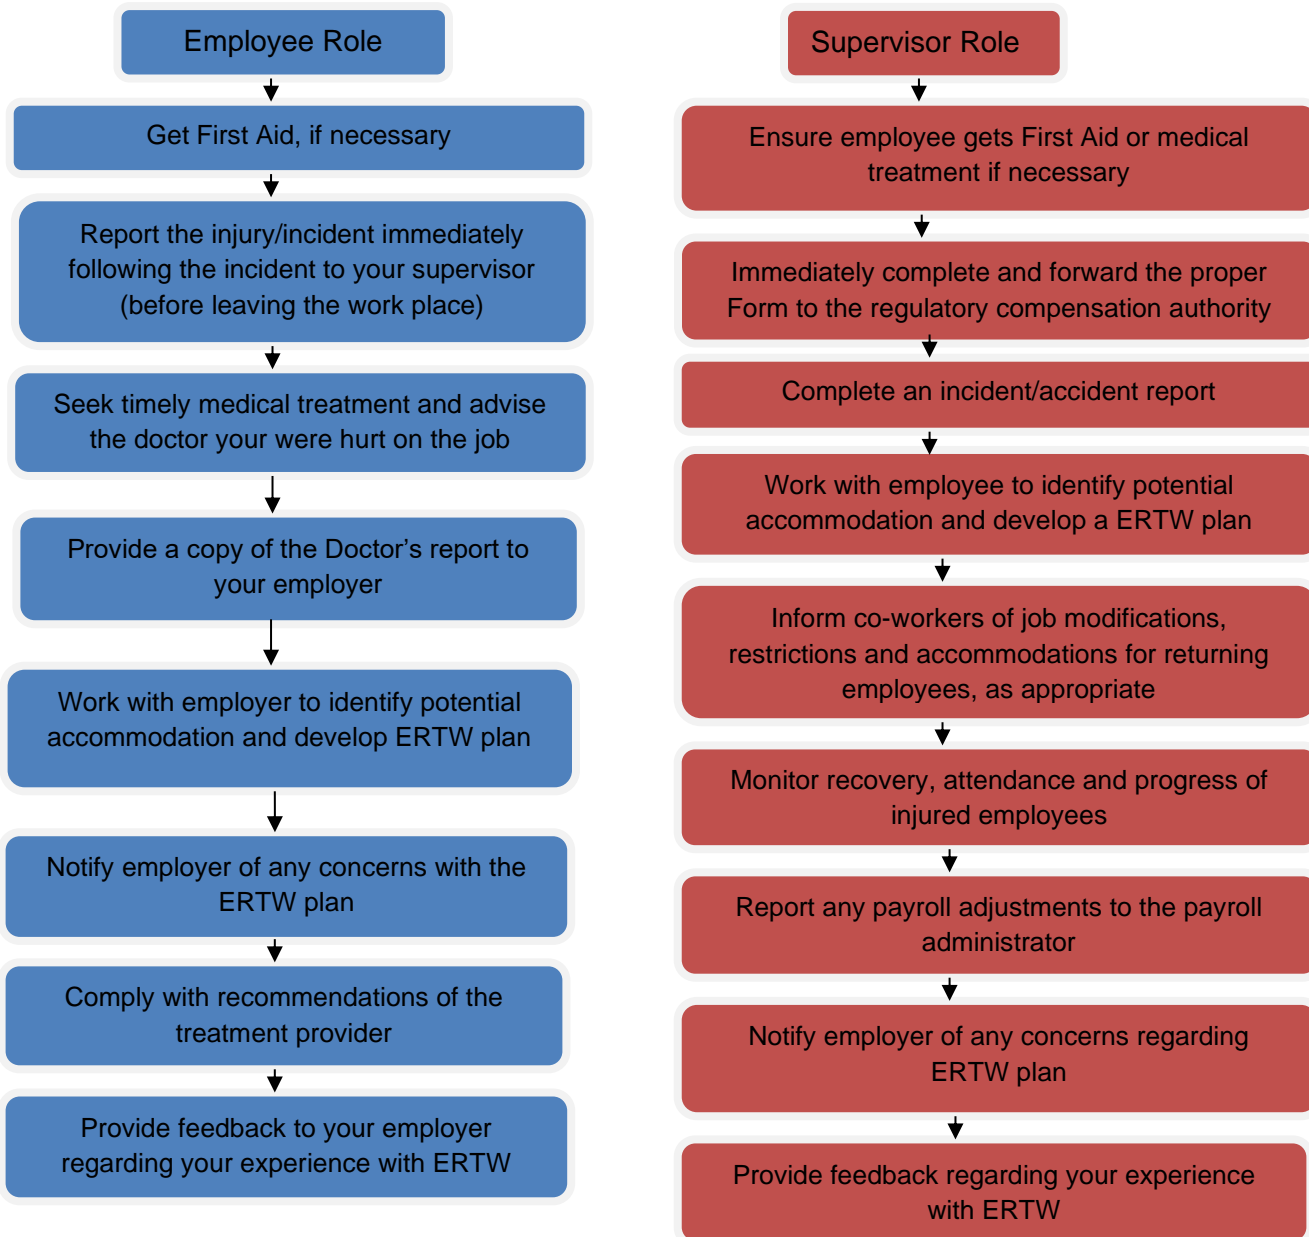 Employee Role
Get First Aid, if necessary
Report the injury/incident immediately
following the incident to your supervisor
(before leaving the work place)
Seek timely medical treatment and advise
the doctor your were hurt on the job
Provide a copy of the Doctor’s report to
your employer
Work with employer to identify potential
accommodation and develop ERTW plan
Notify employer of any concerns with the
ERTW plan
Comply with recommendations of the
treatment provider
Provide feedback to your employer
regarding your experience with ERTW
Supervisor Role
Ensure employee gets First Aid or medical
treatment if necessary
Immediately complete and forward the proper
Form to the regulatory compensation authority
Complete an incident/accident report
Work with employee to identify potential
accommodation and develop a ERTW plan
Inform co-workers of job modifications,
restrictions and accommodations for returning
employees, as appropriate
Monitor recovery, attendance and progress of
injured employees
Report any payroll adjustments to the payroll
administrator
Notify employer of any concerns regarding
ERTW plan
Provide feedback regarding your experience
with ERTW